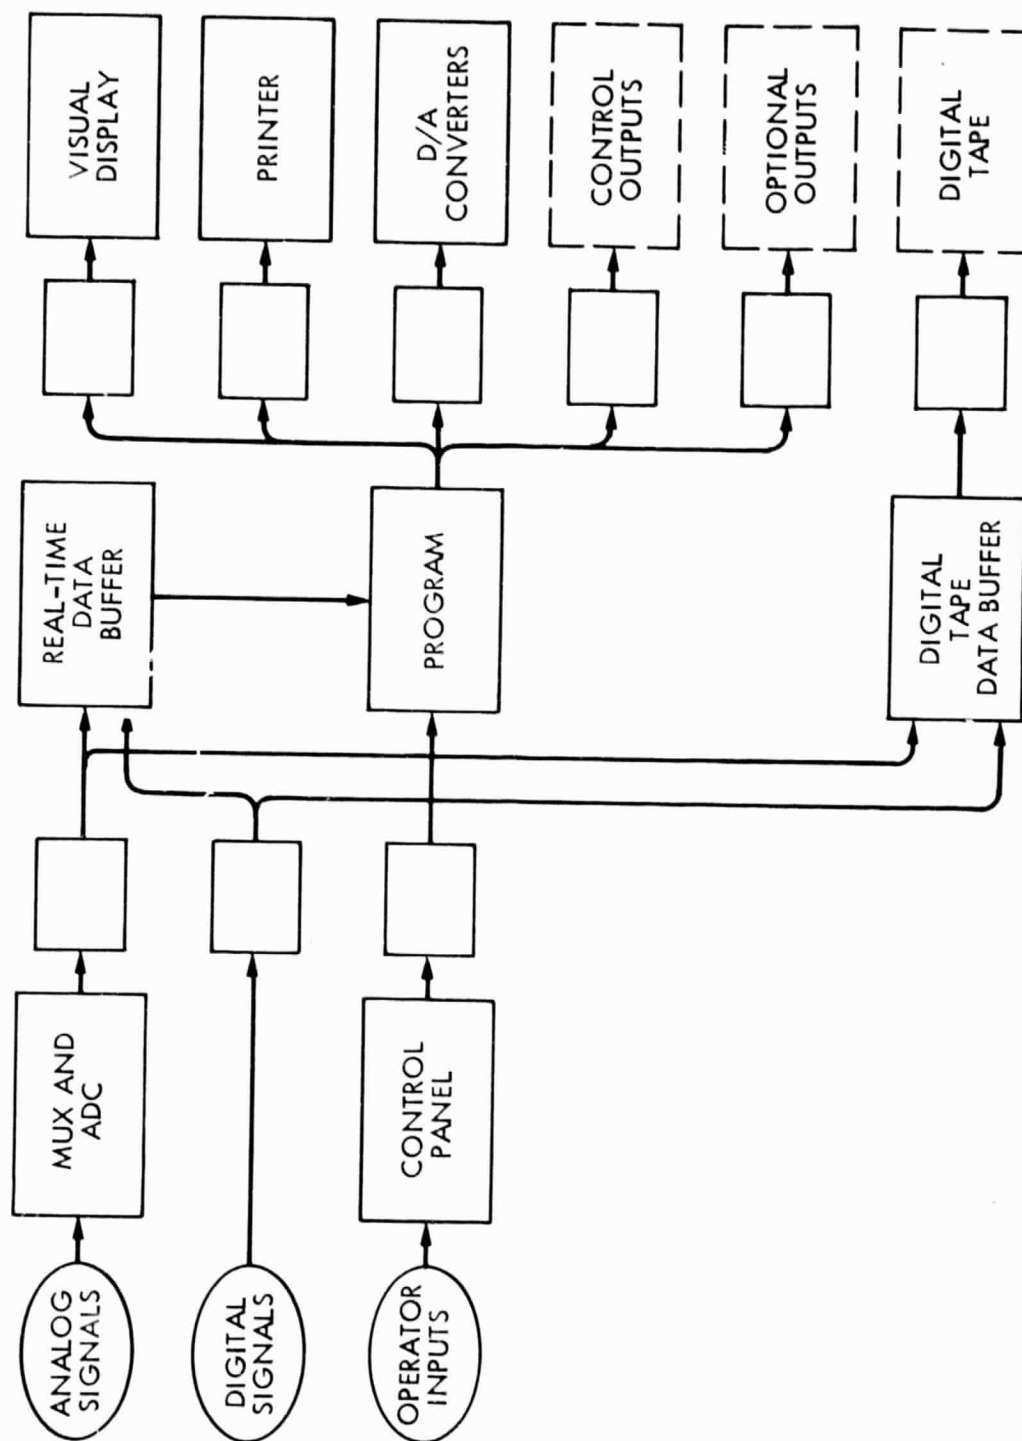 ANALOG
SIGNALS
MUX AND
ADC
REAL-TIME
DATA
BUFFER
VISUAL
DISPLAY
DIGITAL
SIGNALS
PRINTER
OPERATOR
INPUTS
CONTROL
PANEL
PROGRAM
D/A
CONVERTERS
CONTROL
OUTPUTS
OPTIONAL
OUTPUTS
DIGITAL
TAPE
DATA BUFFER
DIGITAL
TAPE